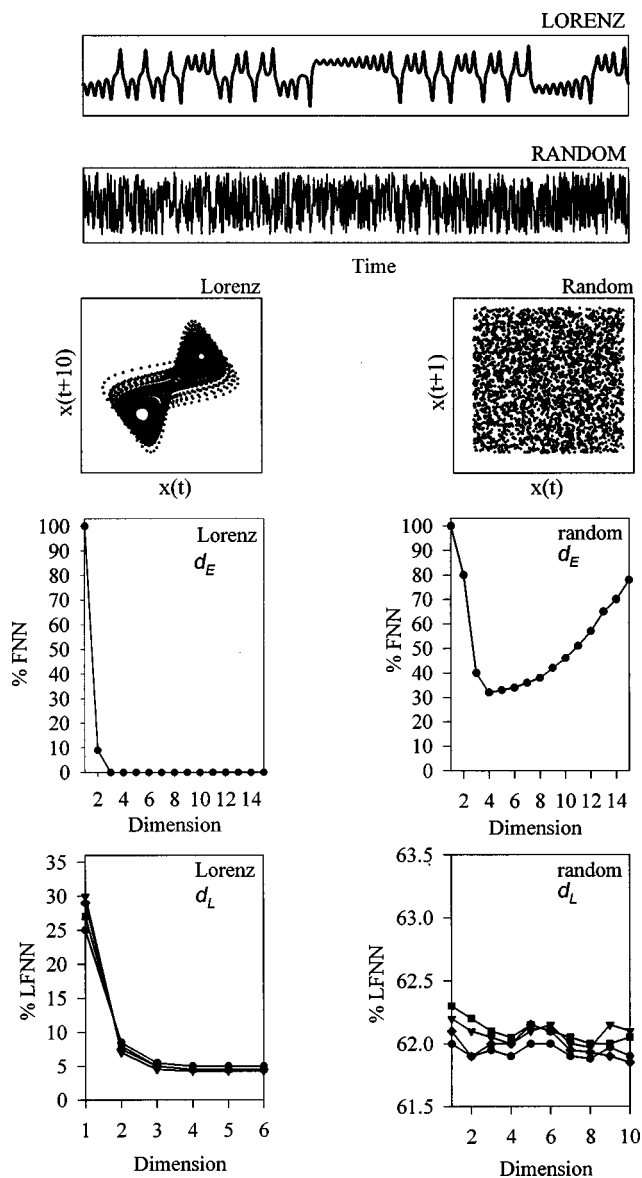 LORENZ
RANDOM
Time
Lorenz
x(t+10)
x(t)
Random
x(t+1)
x(t)
Lorenz
d_E
% FNN
100
90
80
70
60
50
40
30
20
10
0
2 4 6 8 10 12 14
Dimension
random
d_E
% FNN
100
90
80
70
60
50
40
30
20
10
0
2 4 6 8 10 12 14
Dimension
Lorenz
d_L
% LFNN
35
30
25
20
15
10
5
0
1 2 3 4 5 6
Dimension
random
d_L
% LFNN
63.5
63.0
62.5
62.0
61.5
2 4 6 8 10
Dimension